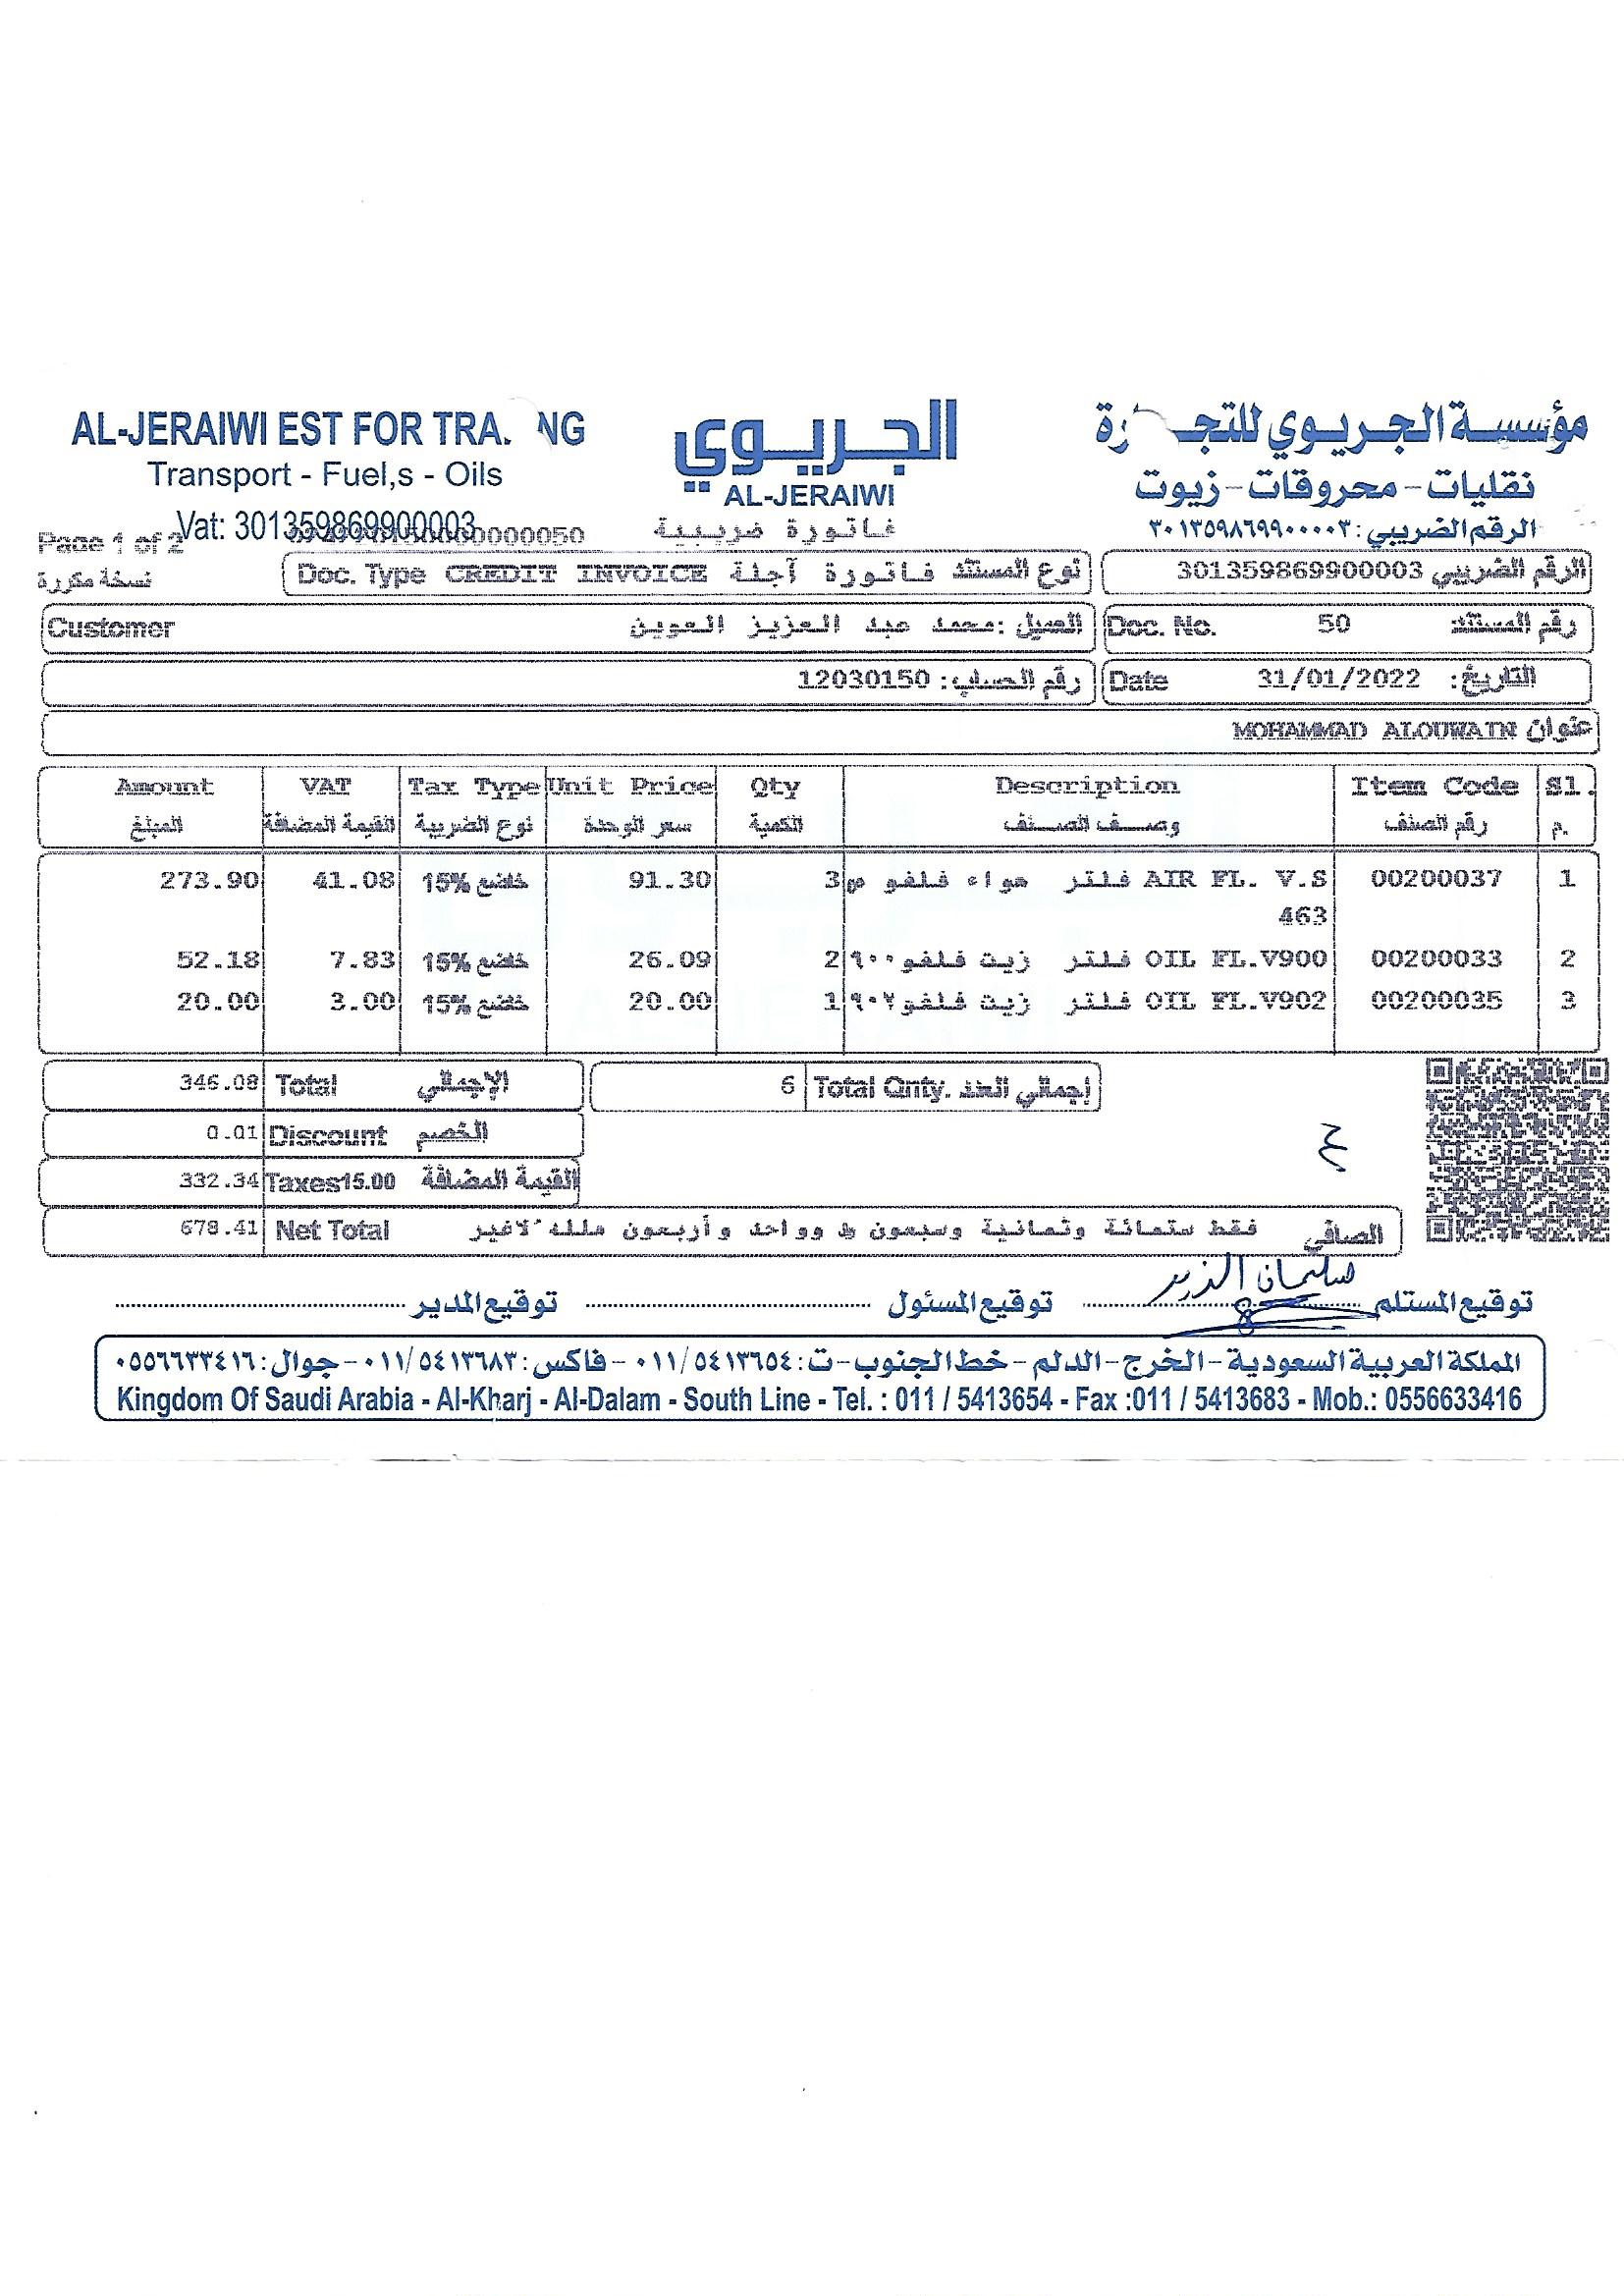 AL-JERAIWI EST FOR TRA. NG
Transport - Fuel,s - Oils
Vat: 301359869900003
الجريوي
AL-JERAIWI
مؤسسة الجريوي للتجـ رة
نقليات - محروقات - زيوت
الرقم الضريبي: ٣٠١٣٥٩٨٦٩٩٠٠٠٠٣
Page 1 of 2
نسخة مكررة
فاتورة ضريبية
Doc. Type CREDIT INVOICE نوع المستند فاتورة آجلة
الرقم الضريبي 301359869900003
Customer العميل: محمد عبد العزيز العوين
Doc. No. 50 رقم المستند:
رقم الحساب: 12030150
Date 31/01/2022 التاريخ:
عنوان MOHAMMAD ALOUWAIN
Amount VAT Tax Type Unit Price Qty Description Item Code Sl.
المبلغ القيمة المضافة نوع الضريبة سعر الوحدة الكمية وصف الصنف رقم الصنف م.
273.90 41.08 خاضع 15% 91.30 3 فلتر هواء فلفو ص AIR FL. V.S 00200037 1
463
52.18 7.83 خاضع 15% 26.09 2 فلتر زيت فلفو ٩٠٠ OIL FL.V900 00200033 2
20.00 3.00 خاضع 15% 20.00 1 فلتر زيت فلفو ٩٠٢ OIL FL.V902 00200035 3
346.08 Total الإجمالي
6 Total Qnty. إجمالي العدد
0.01 Discount الخصم
ع
332.34 Taxes15.00 القيمة المضافة
678.41 Net Total الصافي فقط ستمائة وثمانية وسبعون وواحد وأربعون هللة لاغير
سليمان
توقيع المستلم توقيع المسئول توقيع المدير
المملكة العربية السعودية - الخرج - الدلم - خط الجنوب - ت: ٠١١/٥٤١٣٦٥٤ - فاكس: ٠١١/٥٤١٣٦٨٣ - جوال: ٠٥٥٦٦٣٣٤١٦
Kingdom Of Saudi Arabia - Al-Kharj - Al-Dalam - South Line - Tel. : 011 / 5413654 - Fax :011 / 5413683 - Mob.: 0556633416